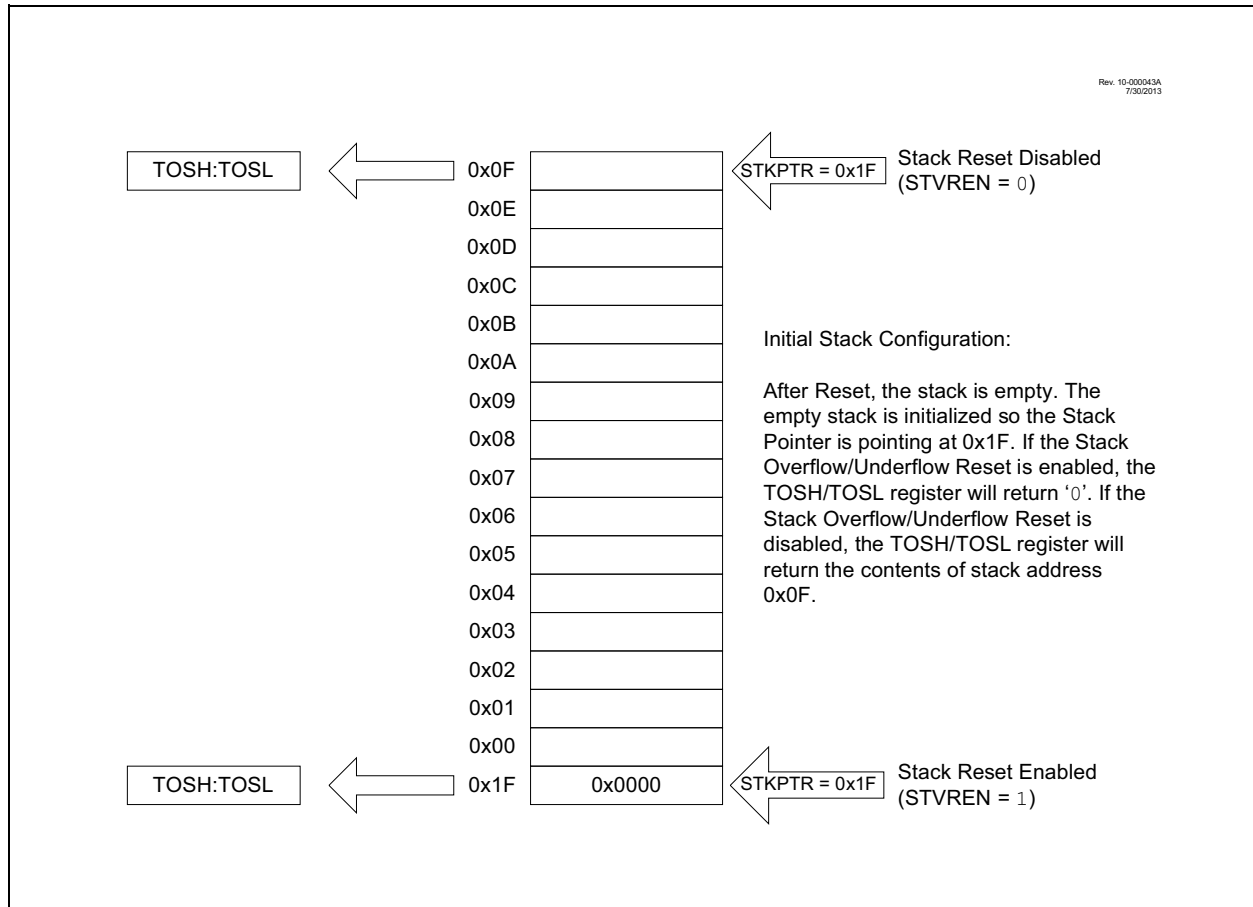 Rev. 10-000043A
7/30/2013
TOSH:TOSL
0x0F
STKPTR = 0x1F
Stack Reset Disabled
(STVREN = 0)
0x0E
0x0D
0x0C
0x0B
0x0A
0x09
0x08
0x07
0x06
0x05
0x04
0x03
0x02
0x01
0x00
Initial Stack Configuration:
After Reset, the stack is empty. The
empty stack is initialized so the Stack
Pointer is pointing at 0x1F. If the Stack
Overflow/Underflow Reset is enabled, the
TOSH/TOSL register will return ‘0’. If the
Stack Overflow/Underflow Reset is
disabled, the TOSH/TOSL register will
return the contents of stack address
0x0F.
TOSH:TOSL
0x1F
0x0000
STKPTR = 0x1F
Stack Reset Enabled
(STVREN = 1)